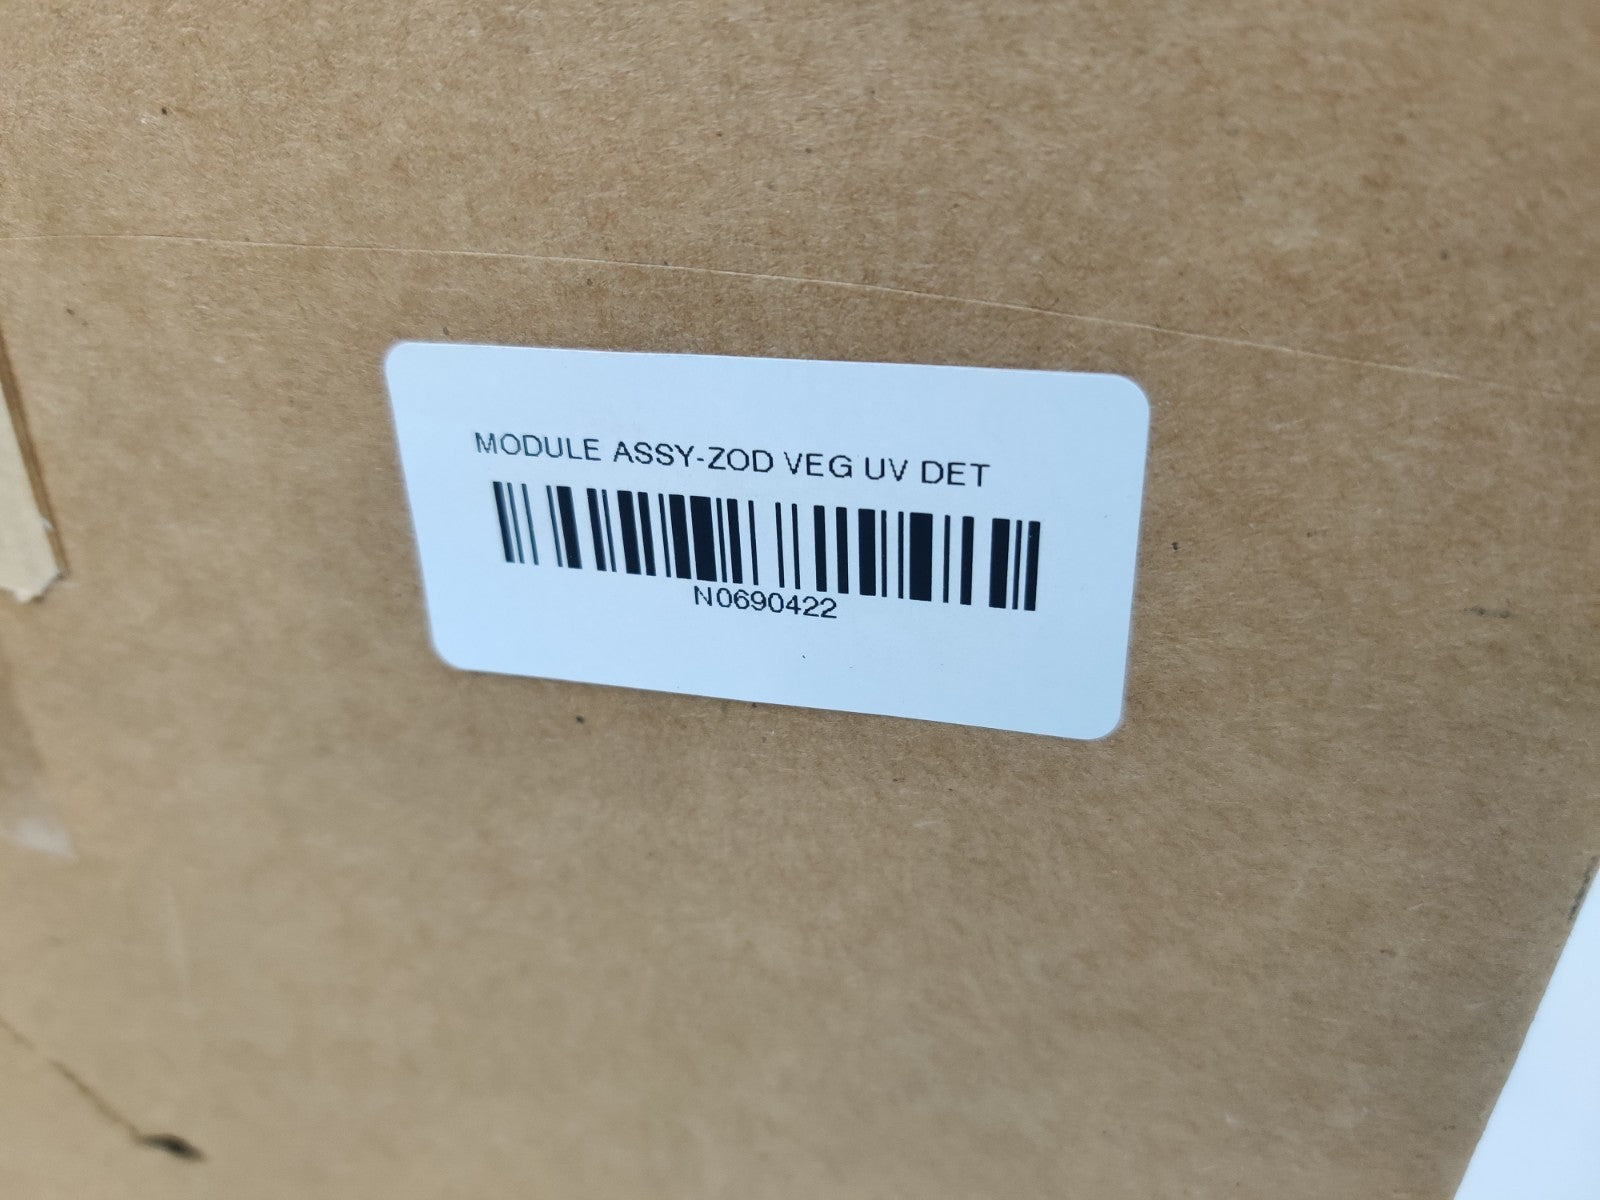 MODULE ASSY-ZOD VEG UV DET
N0690422